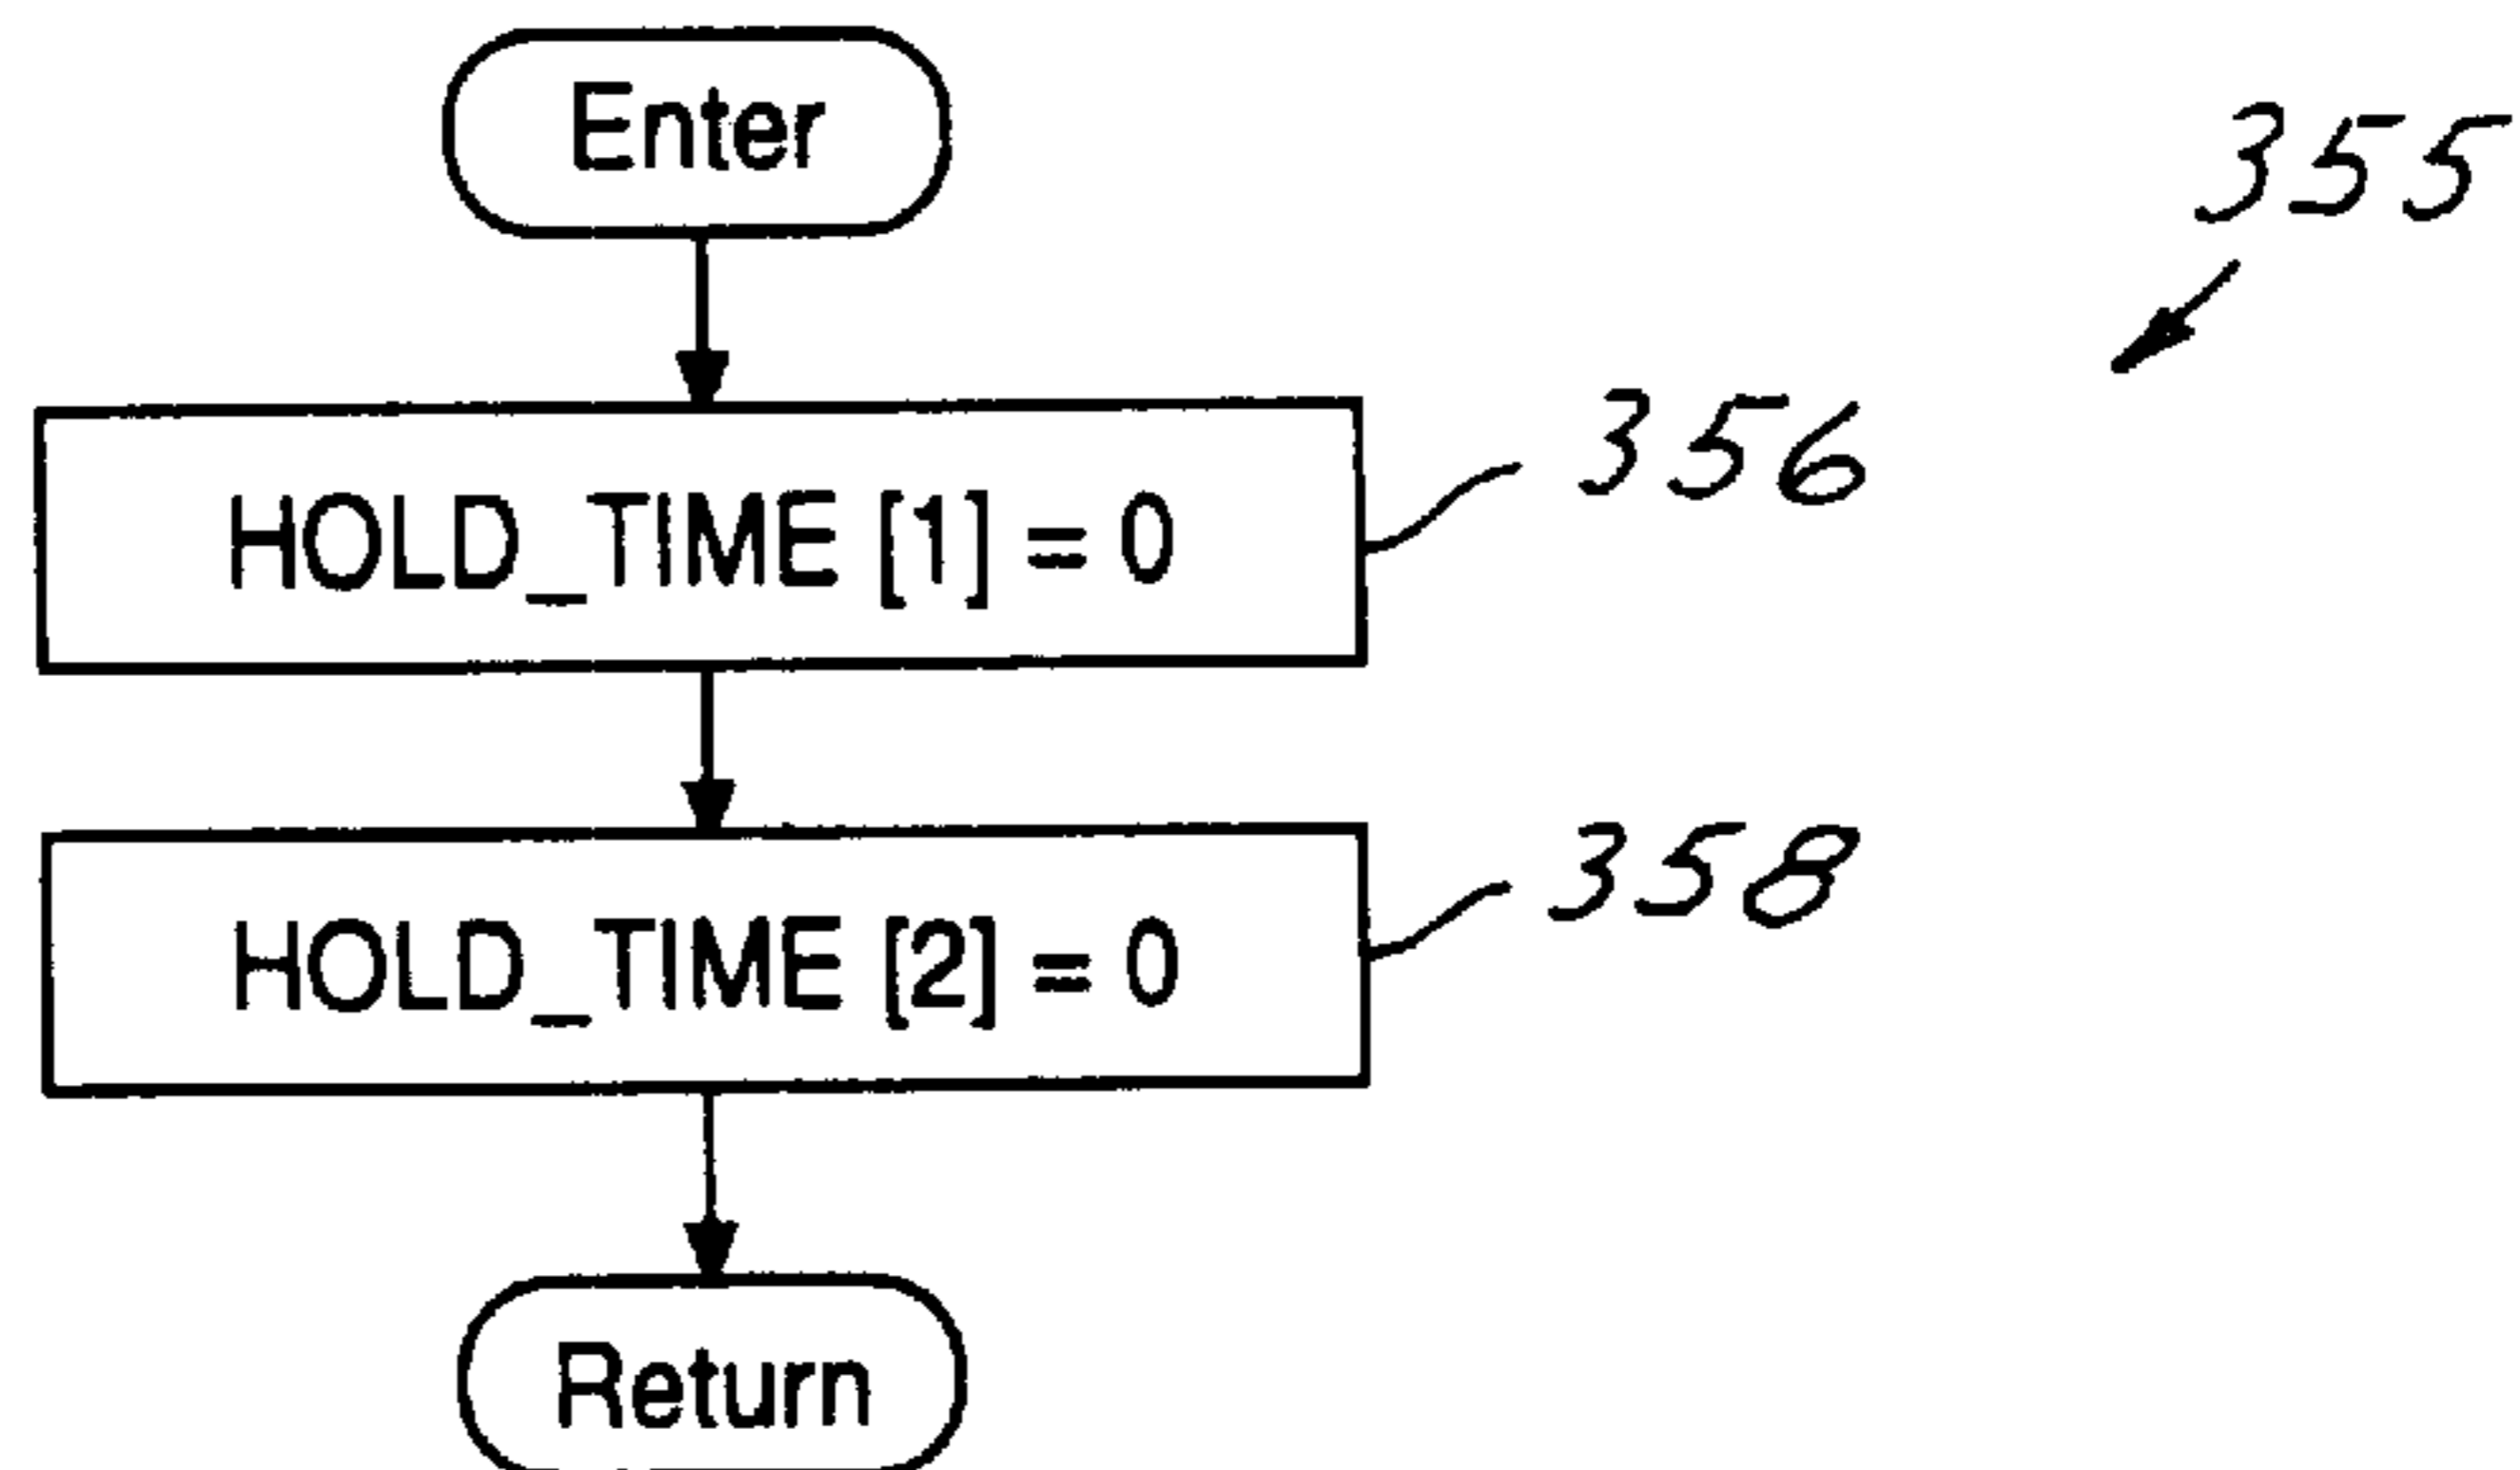 Enter
355
HOLD_TIME [1] = 0
356
HOLD_TIME [2] = 0
358
Return